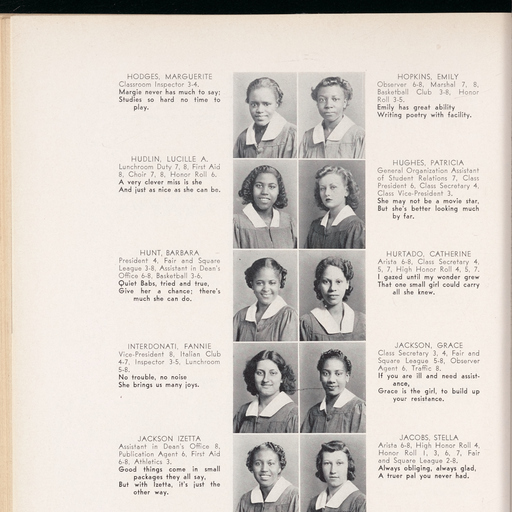 HODGES, MARGUERITE
Classroom Inspector 3-4.
Margie never has much to say;
Studies so hard no time to
play.
HOPKINS, EMILY
Observer 6-8, Marshal 7, 8,
Basketball Club 3-8, Honor
Roll 3-5.
Emily has great ability
Writing poetry with facility.
HUDLIN, LUCILLE A.
Lunchroom Duty 7, 8, First Aid
8, Choir 7, 8, Honor Roll 6.
A very clever miss is she
And just as nice as she can be.
HUGHES, PATRICIA
General Organization Assistant
of Student Relations 7, Class
President 6, Class Secretary 4,
Class Vice-President 3.
She may not be a movie star,
But she's better looking much
by far.
HUNT, BARBARA
President 4, Fair and Square
League 3-8, Assistant in Dean's
Office 6-8, Basketball 3-6.
Quiet Babs, tried and true,
Give her a chance; there's
much she can do.
HURTADO, CATHERINE
Arista 6-8, Class Secretary 4,
5, 7, High Honor Roll 4, 5, 7.
I gazed until my wonder grew
That one small girl could carry
all she knew.
INTERDONATI, FANNIE
Vice-President 8, Italian Club
4-7, Inspector 3-5, Lunchroom
5-8.
No trouble, no noise
She brings us many joys.
JACKSON, GRACE
Class Secretary 3, 4, Fair and
Square League 5-8, Observer
Agent 6, Traffic 8.
If you are ill and need assist-
ance,
Grace is the girl, to build up
your resistance.
JACKSON IZETTA
Assistant in Dean's Office 8,
Publication Agent 6, First Aid
6-8, Athletics 3.
Good things come in small
packages they all say,
But with Izetta, it's just the
other way.
JACOBS, STELLA
Arista 6-8, High Honor Roll 4,
Honor Roll 1, 3, 6, 7, Fair
and Square League 2-8.
Always obliging, always glad,
A truer pal you never had.